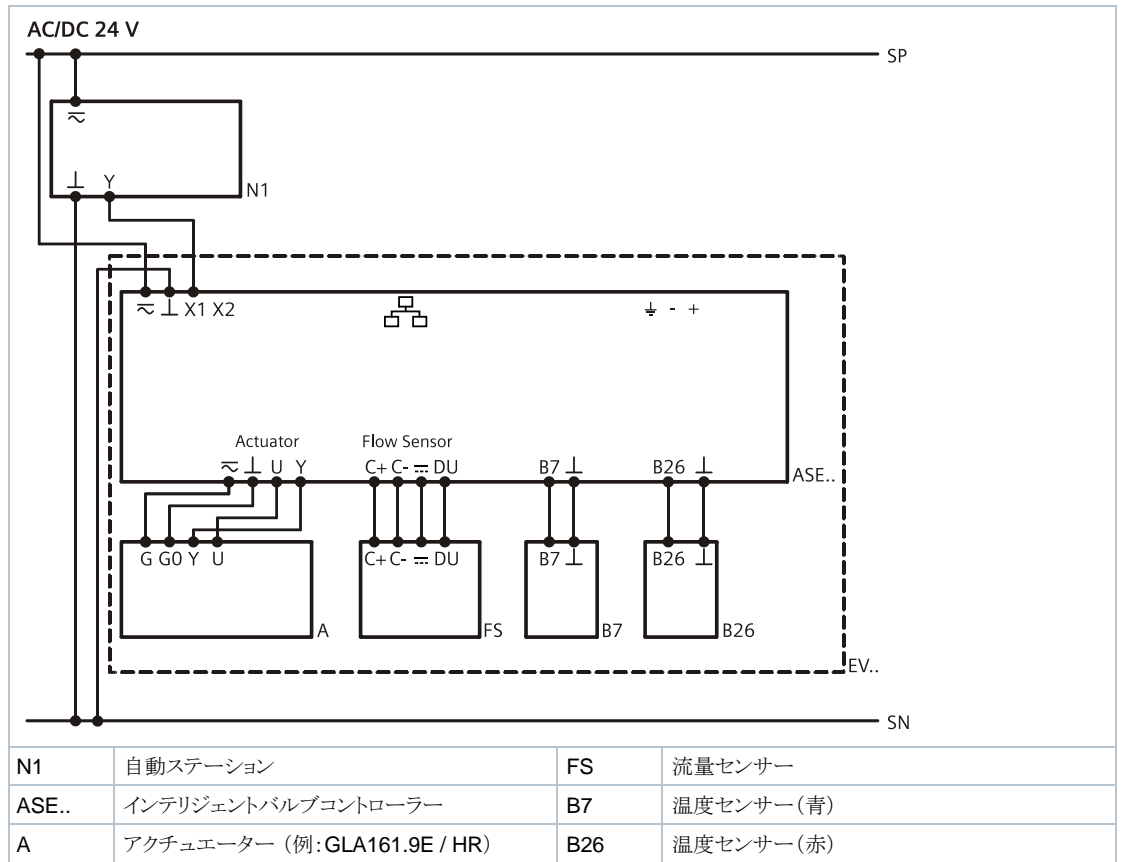 AC/DC 24 V
SP
N1
⊥ Y
⊥ X1 X2
⏚ - +
Actuator Flow Sensor
⊥ U Y C+ C- DU B7 ⊥ B26 ⊥
ASE..
G G0 Y U C+ C- DU B7 ⊥ B26 ⊥
A FS B7 B26
EV..
SN
N1 自動ステーション FS 流量センサー
ASE.. インテリジェントバルブコントローラー B7 温度センサー（青）
A アクチュエーター （例：GLA161.9E / HR） B26 温度センサー（赤）